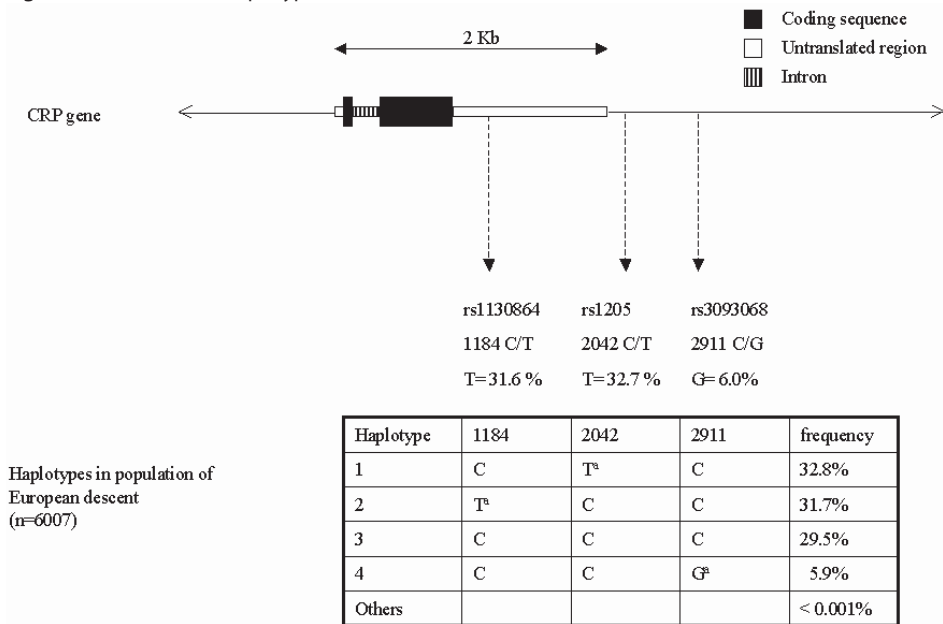 Coding sequence
2 Kb
Untranslated region
Intron
CRP gene
rs1130864 rs1205 rs3093068
1184 C/T 2042 C/T 2911 C/G
T=31.6 % T=32.7 % G=6.0%
Haplotypes in population of
European descent
(n=6007)
Haplotype 1184 2042 2911 frequency
1 C Tª C 32.8%
2 Tª C C 31.7%
3 C C C 29.5%
4 C C Gª 5.9%
Others < 0.001%